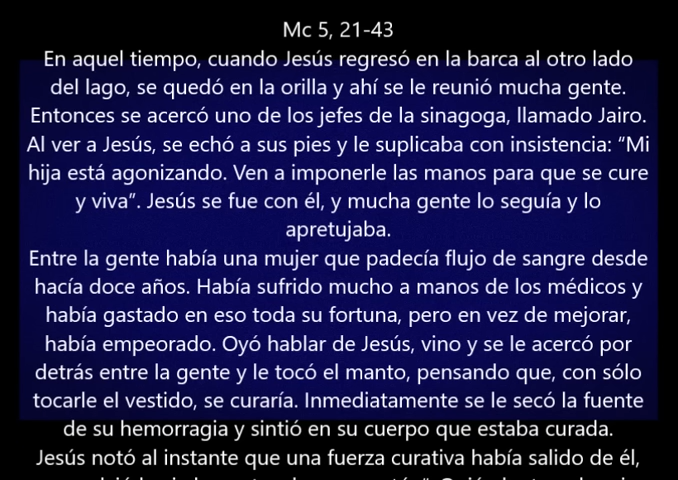 Mc 5, 21-43
En aquel tiempo, cuando Jesús regresó en la barca al otro lado
del lago, se quedó en la orilla y ahí se le reunió mucha gente.
Entonces se acercó uno de los jefes de la sinagoga, llamado Jairo.
Al ver a Jesús, se echó a sus pies y le suplicaba con insistencia: “Mi
hija está agonizando. Ven a imponerle las manos para que se cure
y viva”. Jesús se fue con él, y mucha gente lo seguía y lo
apretujaba.
Entre la gente había una mujer que padecía flujo de sangre desde
hacía doce años. Había sufrido mucho a manos de los médicos y
había gastado en eso toda su fortuna, pero en vez de mejorar,
había empeorado. Oyó hablar de Jesús, vino y se le acercó por
detrás entre la gente y le tocó el manto, pensando que, con sólo
tocarle el vestido, se curaría. Inmediatamente se le secó la fuente
de su hemorragia y sintió en su cuerpo que estaba curada.
Jesús notó al instante que una fuerza curativa había salido de él,